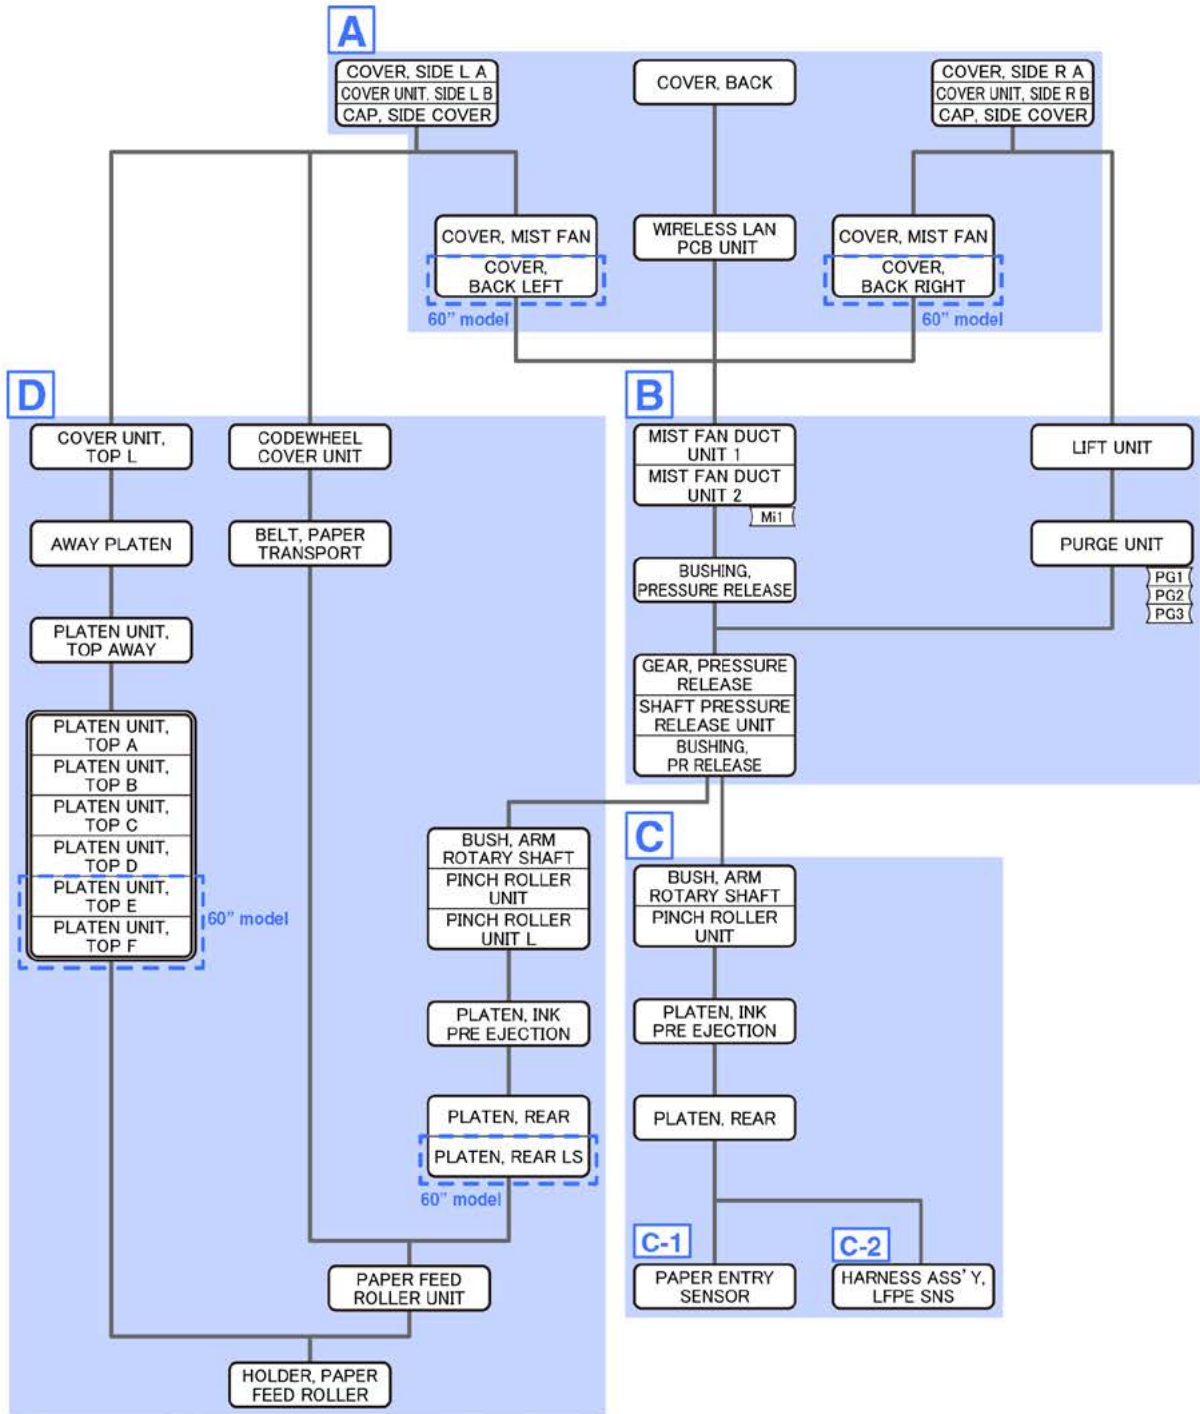 A
COVER, SIDE L A
COVER UNIT, SIDE L B
CAP, SIDE COVER
COVER, BACK
COVER, SIDE R A
COVER UNIT, SIDE R B
CAP, SIDE COVER
COVER, MIST FAN
COVER,
BACK LEFT
60” model
WIRELESS LAN
PCB UNIT
COVER, MIST FAN
COVER,
BACK RIGHT
60” model
D
COVER UNIT,
TOP L
CODEWHEEL
COVER UNIT
AWAY PLATEN
BELT, PAPER
TRANSPORT
PLATEN UNIT,
TOP AWAY
PLATEN UNIT,
TOP A
PLATEN UNIT,
TOP B
PLATEN UNIT,
TOP C
PLATEN UNIT,
TOP D
PLATEN UNIT,
TOP E
PLATEN UNIT,
TOP F
60” model
BUSH, ARM
ROTARY SHAFT
PINCH ROLLER
UNIT
PINCH ROLLER
UNIT L
PLATEN, INK
PRE EJECTION
PLATEN, REAR
PLATEN, REAR LS
60” model
PAPER FEED
ROLLER UNIT
HOLDER, PAPER
FEED ROLLER
B
MIST FAN DUCT
UNIT 1
MIST FAN DUCT
UNIT 2
Mi1
LIFT UNIT
BUSHING,
PRESSURE RELEASE
PURGE UNIT
PG1
PG2
PG3
GEAR, PRESSURE
RELEASE
SHAFT PRESSURE
RELEASE UNIT
BUSHING,
PR RELEASE
C
BUSH, ARM
ROTARY SHAFT
PINCH ROLLER
UNIT
PLATEN, INK
PRE EJECTION
PLATEN, REAR
C-1
PAPER ENTRY
SENSOR
C-2
HARNESS ASS'Y,
LFPE SNS